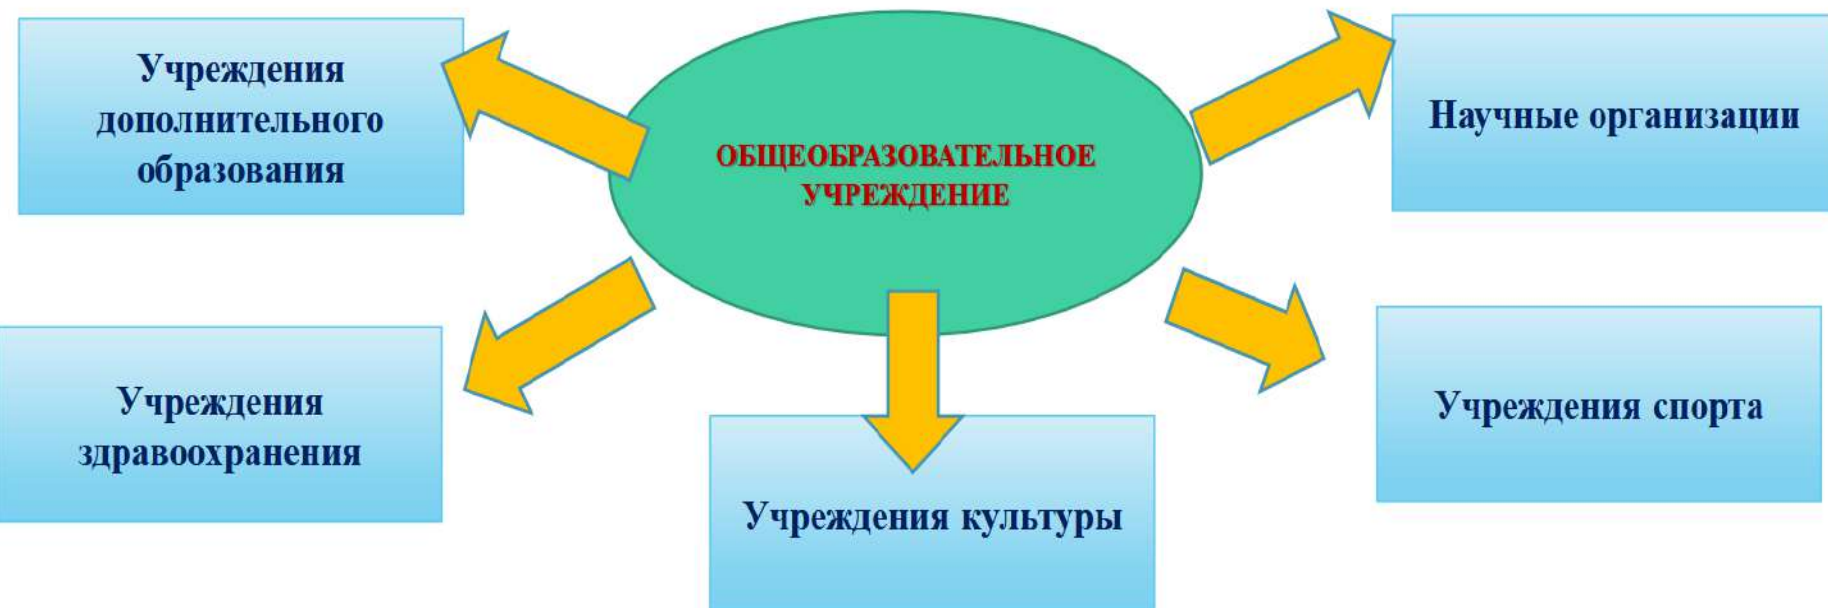 Учреждения
дополнительного
образования
ОБЩЕОБРАЗОВАТЕЛЬНОЕ
УЧРЕЖДЕНИЕ
Научные организации
Учреждения
здравоохранения
Учреждения культуры
Учреждения спорта